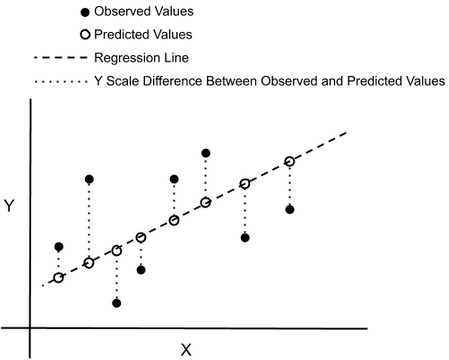 Observed Values
Predicted Values
Regression Line
Y Scale Difference Between Observed and Predicted Values
Y
X